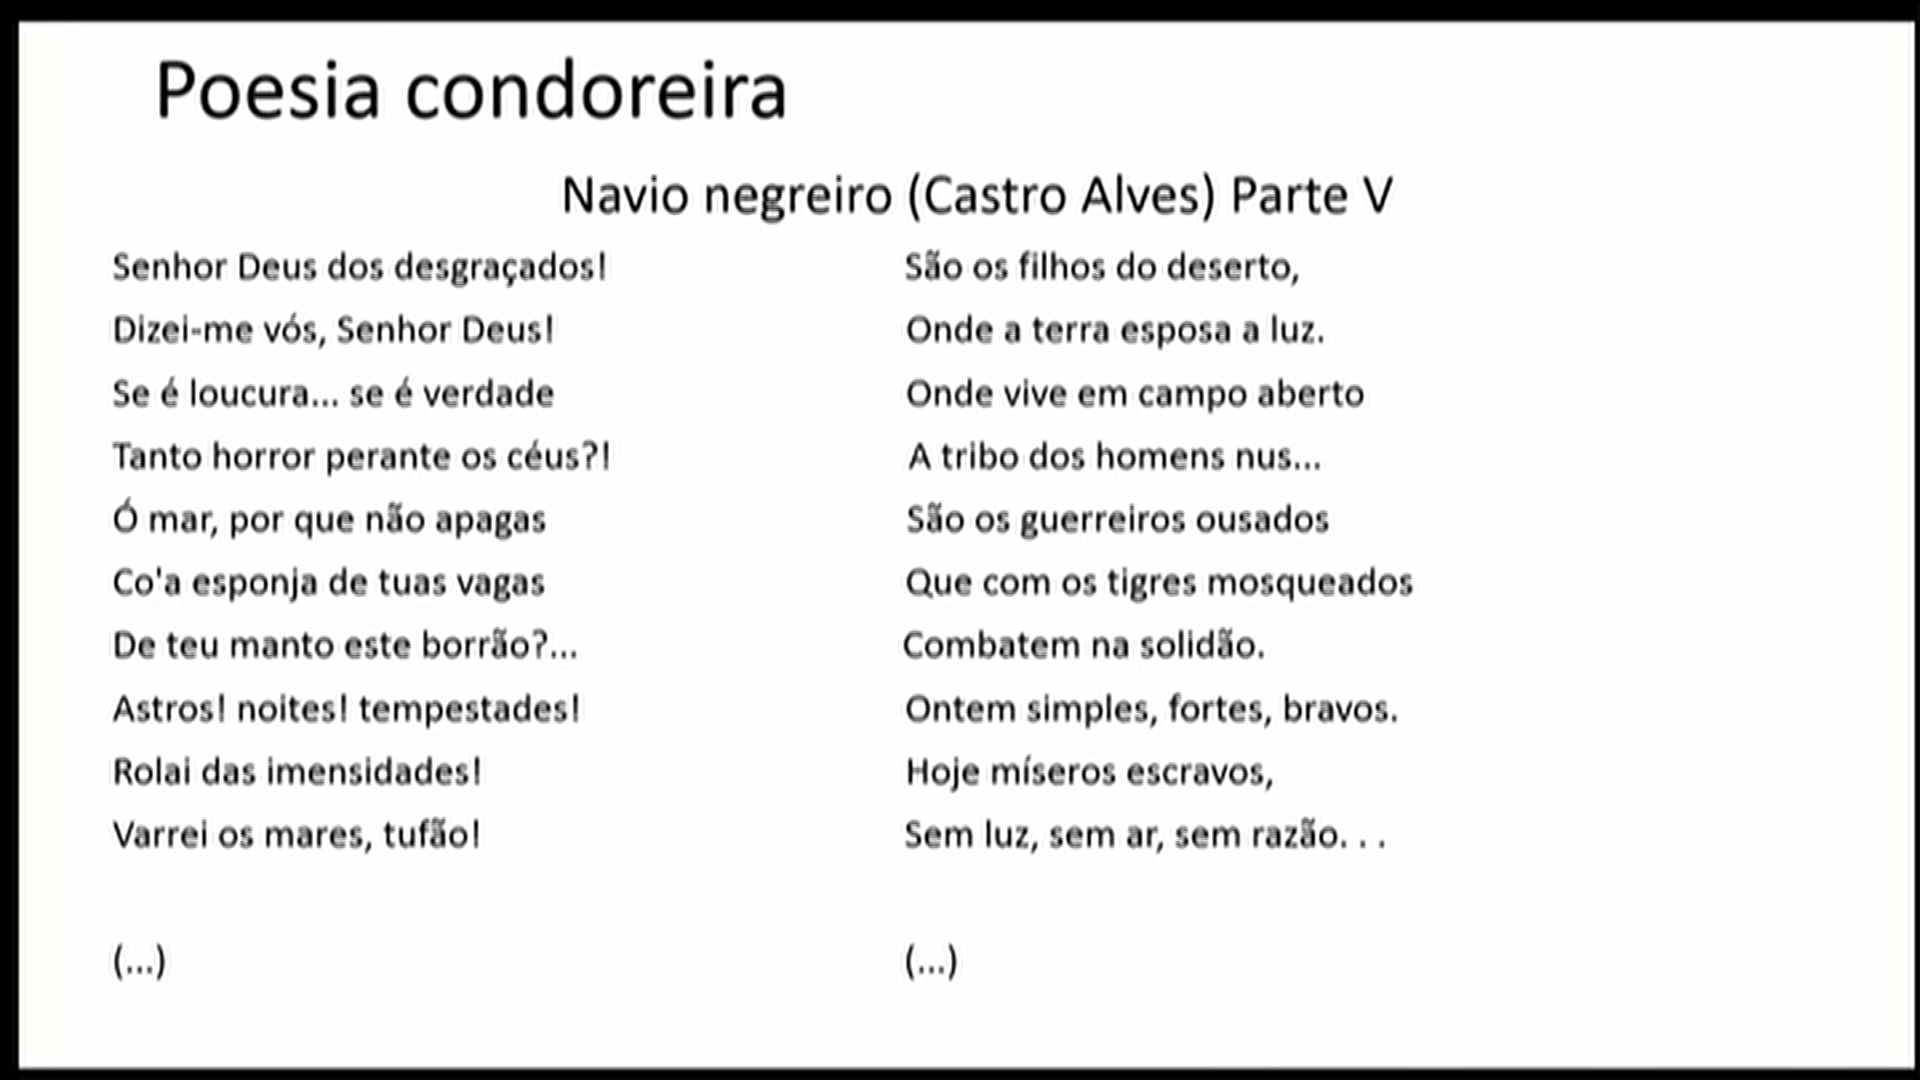 Poesia condoreira
Navio negreiro (Castro Alves) Parte V
Senhor Deus dos desgraçados!
Dizei-me vós, Senhor Deus!
Se é loucura... se é verdade
Tanto horror perante os céus?!
Ó mar, por que não apagas
Co'a esponja de tuas vagas
De teu manto este borrão?...
Astros! noites! tempestades!
Rolai das imensidades!
Varrei os mares, tufão!
(...)
São os filhos do deserto,
Onde a terra esposa a luz.
Onde vive em campo aberto
A tribo dos homens nus...
São os guerreiros ousados
Que com os tigres mosqueados
Combatem na solidão.
Ontem simples, fortes, bravos.
Hoje míseros escravos,
Sem luz, sem ar, sem razão. . .
(...)